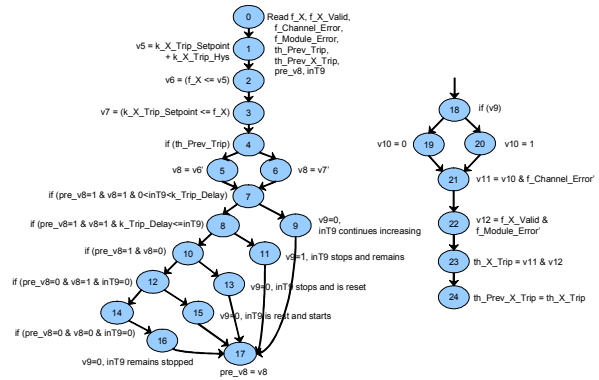 0
Read f_X, f_X_Valid,
f_Channel_Error,
f_Module_Error,
th_Prev_Trip,
th_Prev_X_Trip,
pre_v8, inT9
v5 = k_X_Trip_Setpoint
+ k_X_Trip_Hys
1
v6 = (f_X <= v5)
2
v7 = (k_X_Trip_Setpoint <= f_X)
3
if (th_Prev_Trip)
4
v8 = v6'
5
6
v8 = v7'
if (pre_v8=1 & v8=1 & 0<inT9<k_Trip_Delay)
7
if (pre_v8=1 & v8=1 & k_Trip_Delay<=inT9)
8
9
v9=0,
inT9 continues increasing
if (pre_v8=1 & v8=0)
10
11
v9=1, inT9 stops and remains
if (pre_v8=0 & v8=1 & inT9=0)
12
13
v9=0, inT9 stops and is reset
14
15
v9=0, inT9 is rest and starts
if (pre_v8=0 & v8=0 & inT9=0)
16
17
v9=0, inT9 remains stopped
pre_v8 = v8
18
if (v9)
v10 = 0
19
20
v10 = 1
21
v11 = v10 & f_Channel_Error'
22
v12 = f_X_Valid &
f_Module_Error'
23
th_X_Trip = v11 & v12
24
th_Prev_X_Trip = th_X_Trip